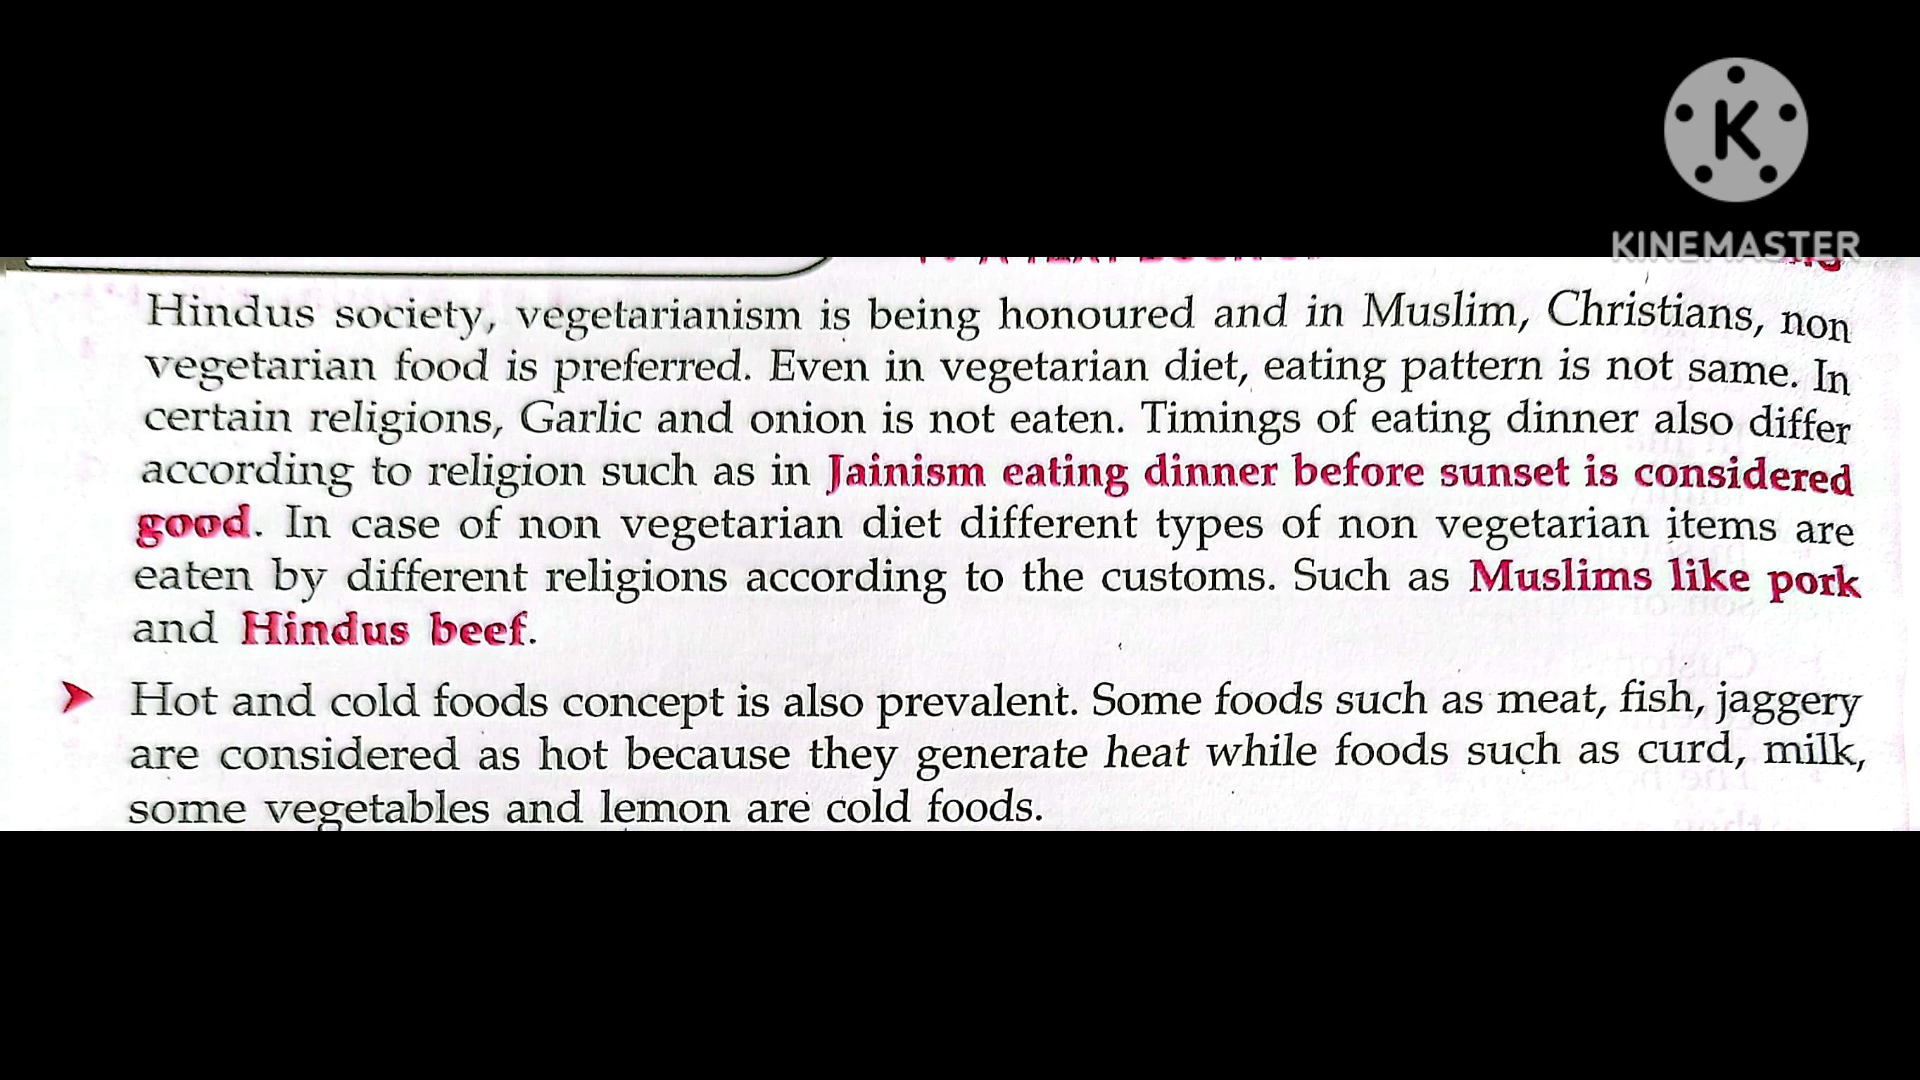 K
KINEMASTER
Hindus society, vegetarianism is being honoured and in Muslim, Christians, non
vegetarian food is preferred. Even in vegetarian diet, eating pattern is not same. In
certain religions, Garlic and onion is not eaten. Timings of eating dinner also differ
according to religion such as in Jainism eating dinner before sunset is considered
good. In case of non vegetarian diet different types of non vegetarian items are
eaten by different religions according to the customs. Such as Muslims like pork
and Hindus beef.
Hot and cold foods concept is also prevalent. Some foods such as meat, fish, jaggery
are considered as hot because they generate heat while foods such as curd, milk,
some vegetables and lemon are cold foods.